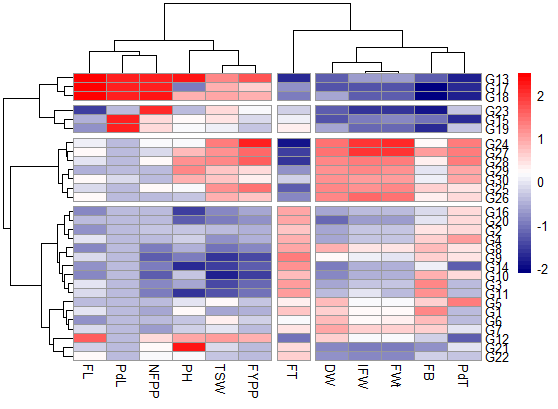 G13
G17
G18
G23
G15
G19
G24
G27
G28
G29
G30
G25
G26
G16
G20
G2
G4
G8
G9
G14
G10
G3
G11
G5
G1
G6
G7
G12
G21
G22
FL PdL NFPP PH TSW FYPP FT DW IFW FWt FB PdT
2
1
0
-1
-2